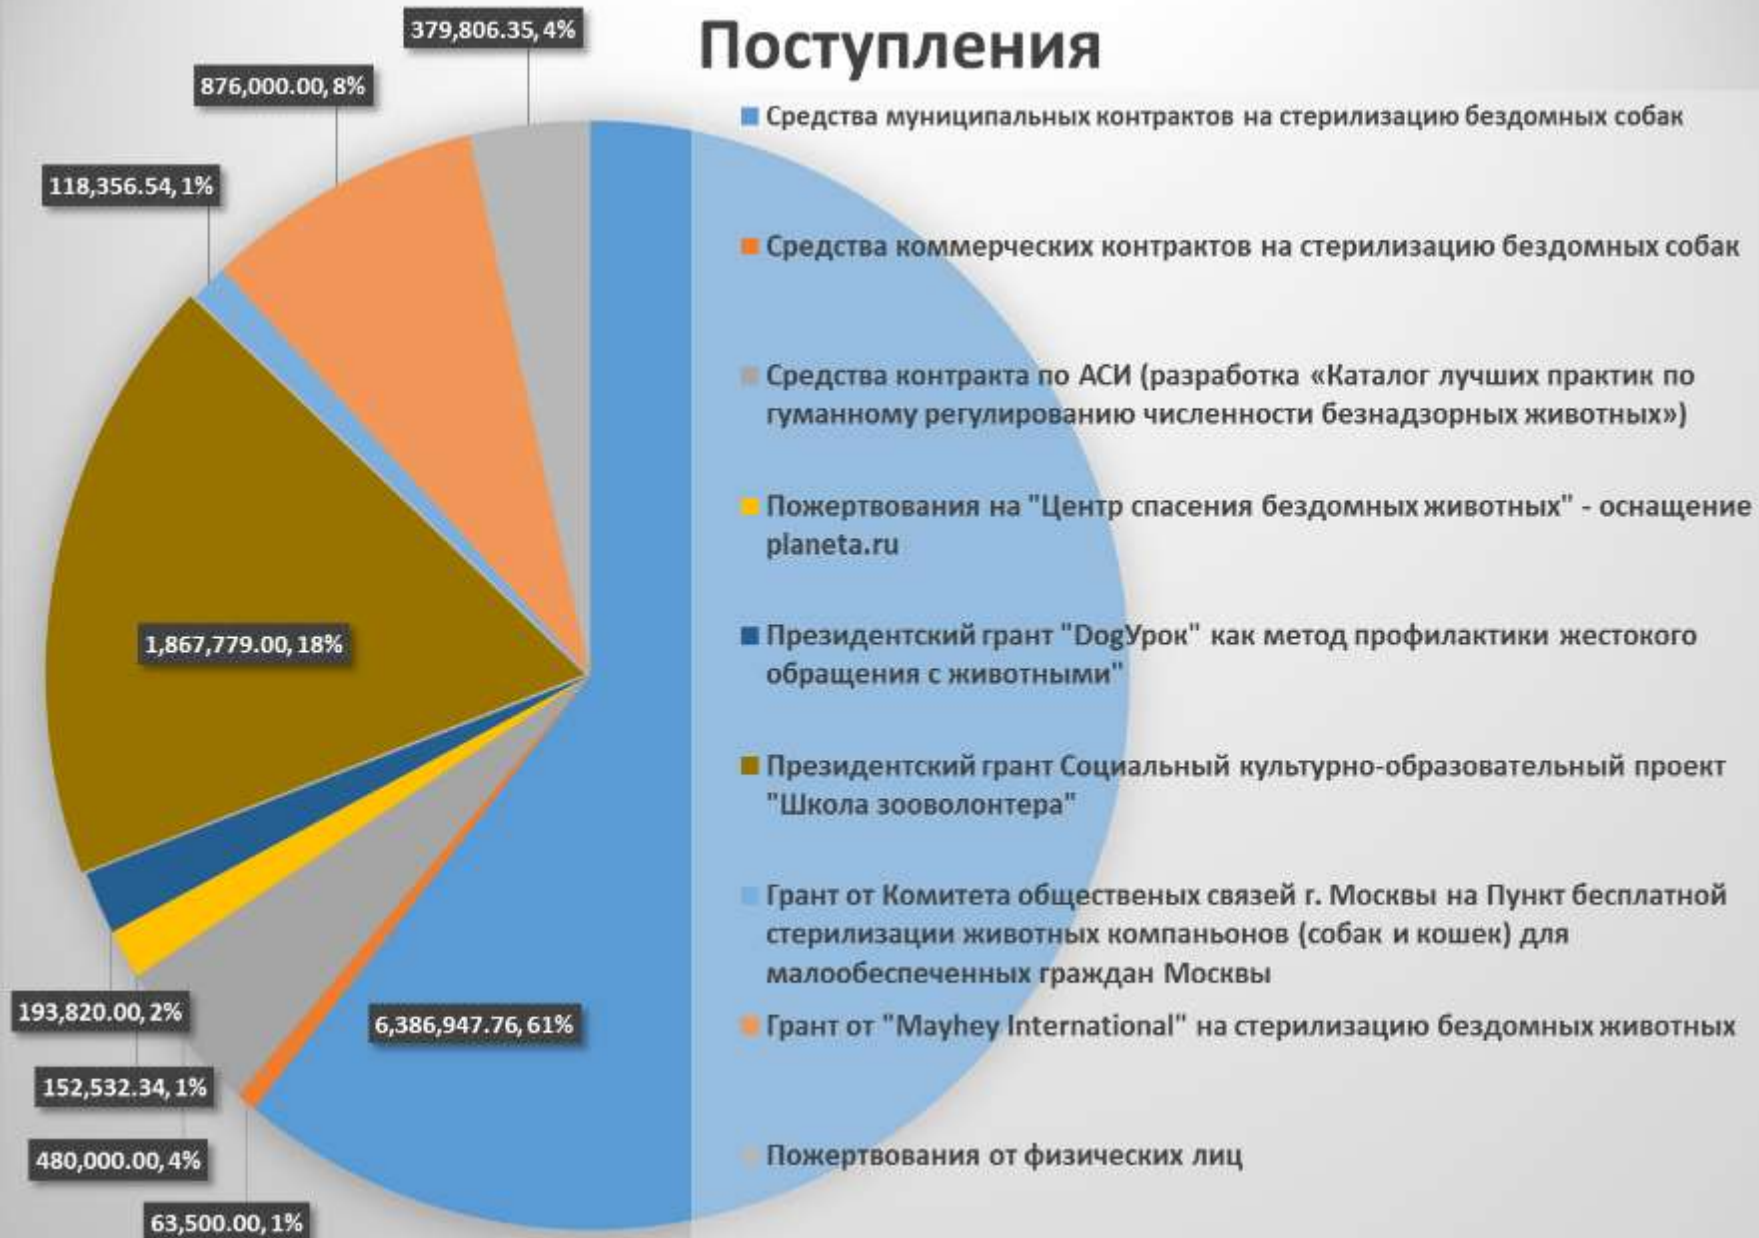 Поступления
379,806.35, 4%
876,000.00, 8%
118,356.54, 1%
1,867,779.00, 18%
193,820.00, 2%
152,532.34, 1%
480,000.00, 4%
63,500.00, 1%
6,386,947.76, 61%
Средства муниципальных контрактов на стерилизацию бездомных собак
Средства коммерческих контрактов на стерилизацию бездомных собак
Средства контракта по АСИ (разработка «Каталог лучших практик по
гуманному регулированию численности безнадзорных животных»)
Пожертвования на "Центр спасения бездомных животных" - оснащение
planeta.ru
Президентский грант "DogУрок" как метод профилактики жестокого
обращения с животными"
Президентский грант Социальный культурно-образовательный проект
"Школа зооволонтера"
Грант от Комитета общественых связей г. Москвы на Пункт бесплатной
стерилизации животных компаньонов (собак и кошек) для
малообеспеченных граждан Москвы
Грант от "Mayhey International" на стерилизацию бездомных животных
Пожертвования от физических лиц